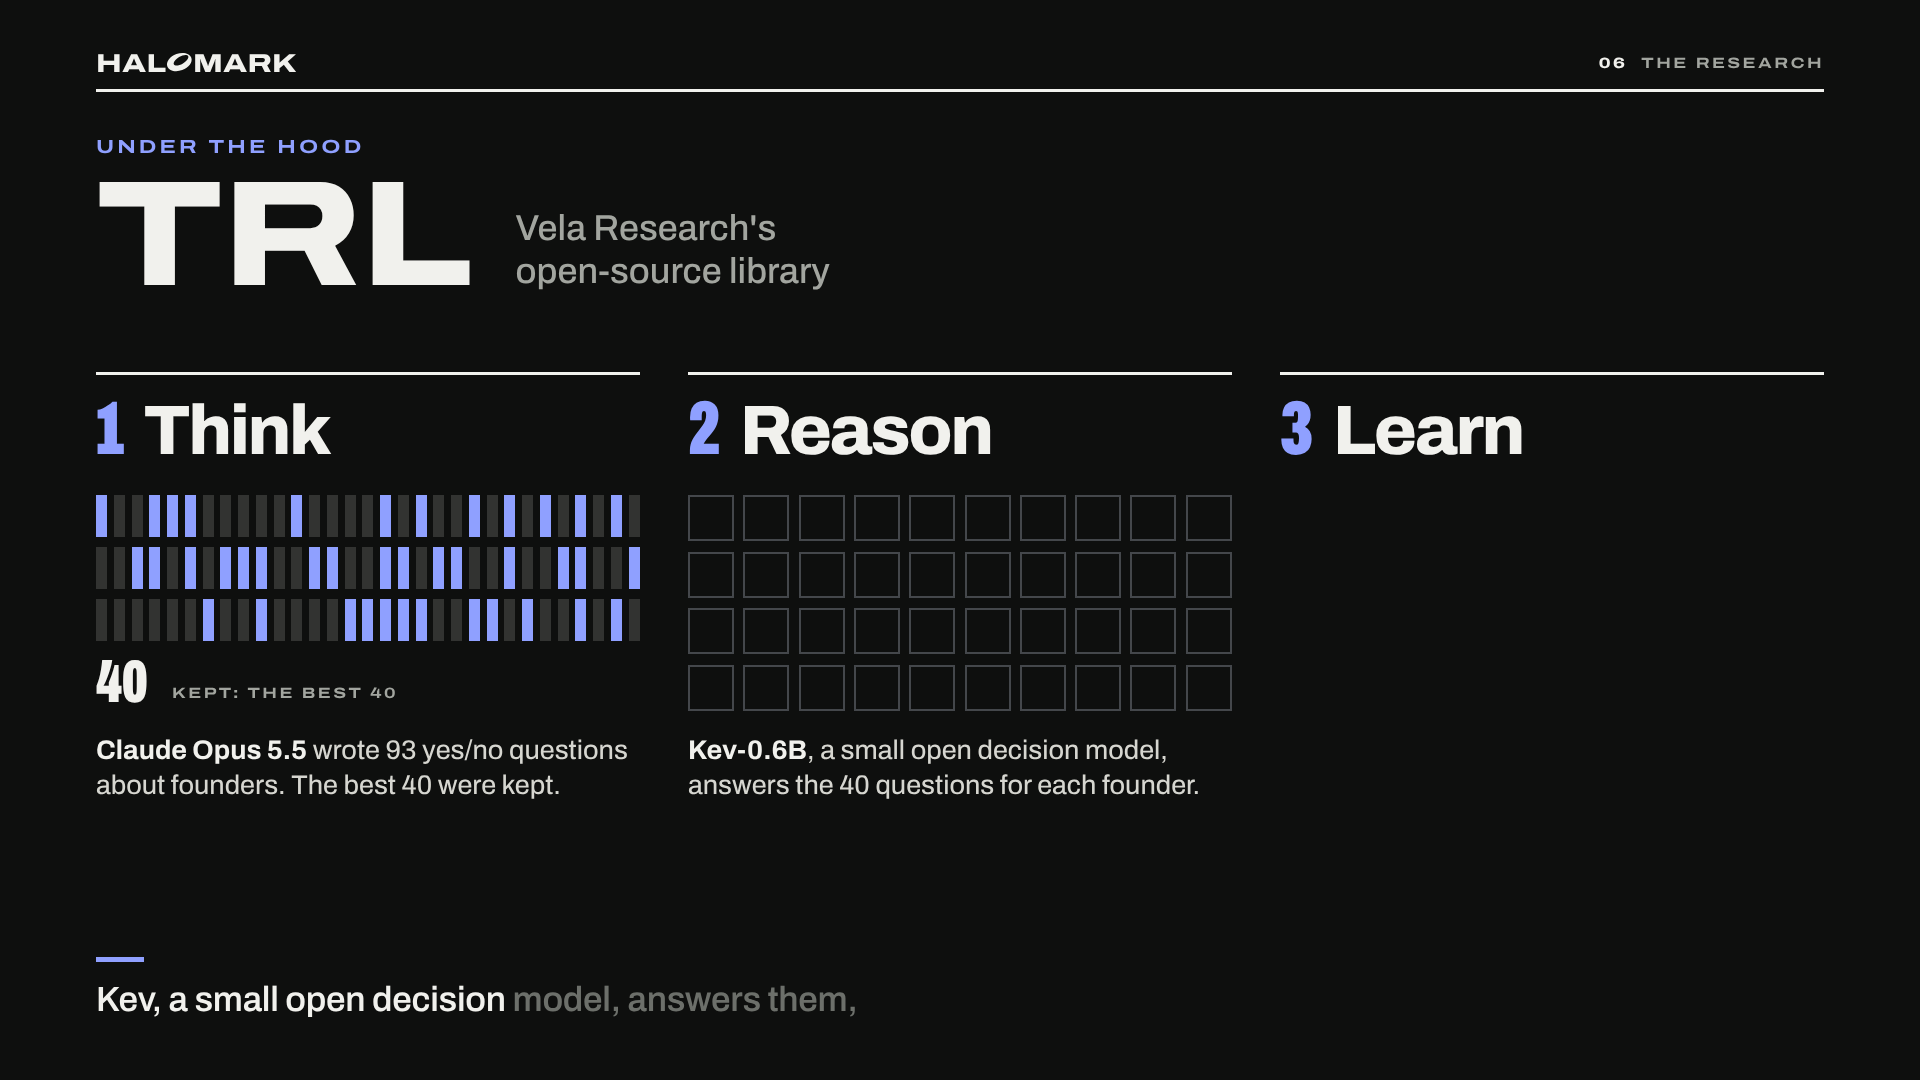 HALOMARK
06 THE RESEARCH
UNDER THE HOOD
TRL
Vela Research's
open-source library
1 Think
40 KEPT: THE BEST 40
Claude Opus 5.5 wrote 93 yes/no questions
about founders. The best 40 were kept.
2 Reason
Kev-0.6B, a small open decision model,
answers the 40 questions for each founder.
3 Learn
Kev, a small open decision model, answers them,